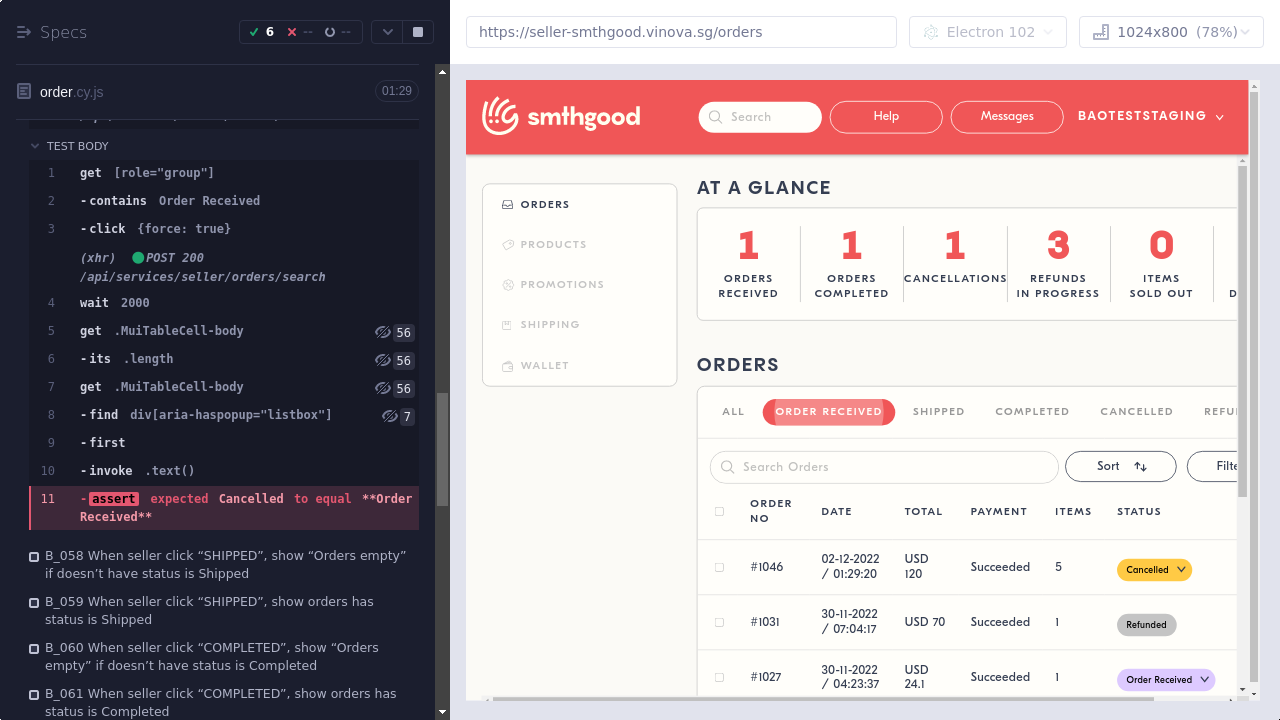 Specs
6
--
--
order.cy.js
01:29
TEST BODY
1 get [role="group"]
2 -contains Order Received
3 -click {force: true}
(xhr) POST 200
/api/services/seller/orders/search
4 wait 2000
5 get .MuiTableCell-body 56
6 -its .length 56
7 get .MuiTableCell-body 56
8 -find div[aria-haspopup="listbox"] 7
9 -first
10 -invoke .text()
11 -assert expected Cancelled to equal **Order
Received**
B_058 When seller click “SHIPPED”, show “Orders empty”
if doesn’t have status is Shipped
B_059 When seller click “SHIPPED”, show orders has
status is Shipped
B_060 When seller click “COMPLETED”, show “Orders
empty” if doesn’t have status is Completed
B_061 When seller click “COMPLETED”, show orders has
status is Completed
https://seller-smthgood.vinova.sg/orders
Electron 102
1024x800 (78%)
smthgood
Search
Help
Messages
BAOTESTSTAGING
ORDERS
PRODUCTS
PROMOTIONS
SHIPPING
WALLET
AT A GLANCE
1 1 1 3 0
ORDERS RECEIVED
ORDERS COMPLETED
CANCELLATIONS
REFUNDS IN PROGRESS
ITEMS SOLD OUT
D
ORDERS
ALL ORDER RECEIVED SHIPPED COMPLETED CANCELLED REFU
Search Orders
Sort
Filte
ORDER NO DATE TOTAL PAYMENT ITEMS STATUS
#1046 02-12-2022 / 01:29:20 USD 120 Succeeded 5 Cancelled
#1031 30-11-2022 / 07:04:17 USD 70 Succeeded 1 Refunded
#1027 30-11-2022 / 04:23:37 USD 24.1 Succeeded 1 Order Received